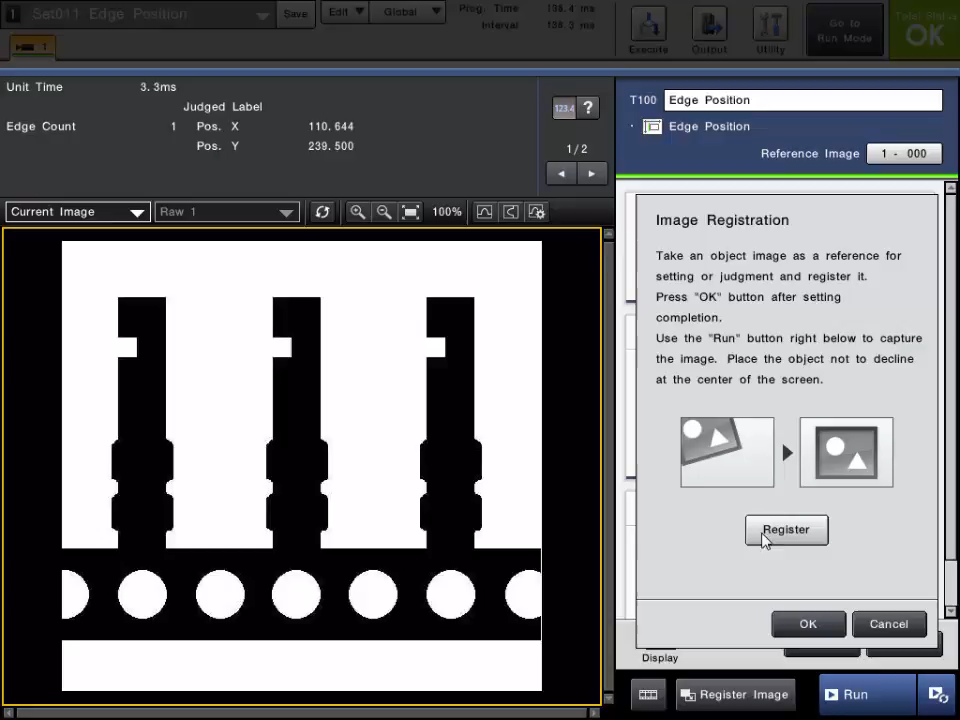 1 Set011 Edge Position
Save
Edit
Global
Prog. Time 138.4 ms
Interval 138.2 ms
Execute
Output
Utility
Go to
Run Mode
Total Status
OK
1
Unit Time 3.3ms
Judged Label
Edge Count 1 Pos. X 110.644
Pos. Y 239.500
123.4 ?
1/2
T100 Edge Position
Edge Position
Reference Image 1 - 000
Current Image
Raw 1
100%
Image Registration
Take an object image as a reference for
setting or judgment and register it.
Press "OK" button after setting
completion.
Use the "Run" button right below to capture
the image. Place the object not to decline
at the center of the screen.
Register
OK
Cancel
Display
Register Image
Run